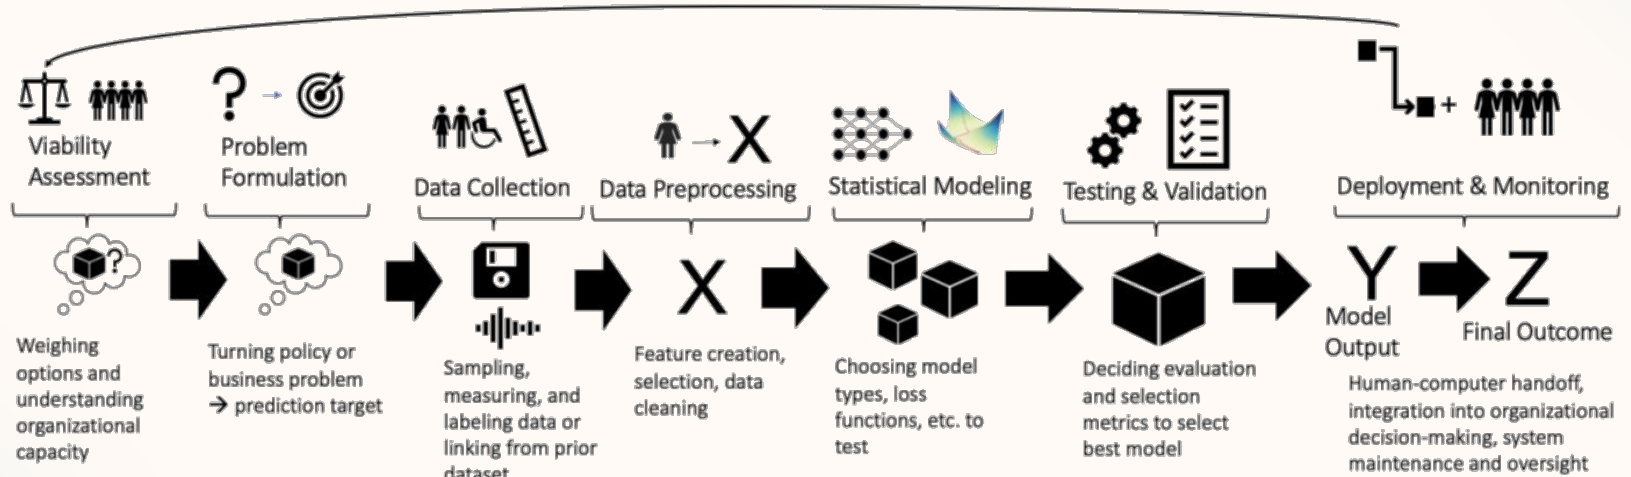 Viability
Assessment
Problem
Formulation
Data Collection
Data Preprocessing
Statistical Modeling
Testing & Validation
Deployment & Monitoring
+
X
?
X
Y
Z
Model
Output
Final Outcome
Weighing
options and
understanding
organizational
capacity
Turning policy or
business problem
→ prediction target
Sampling,
measuring, and
labeling data or
linking from prior
dataset
Feature creation,
selection, data
cleaning
Choosing model
types, loss
functions, etc. to
test
Deciding evaluation
and selection
metrics to select
best model
Human-computer handoff,
integration into organizational
decision-making, system
maintenance and oversight